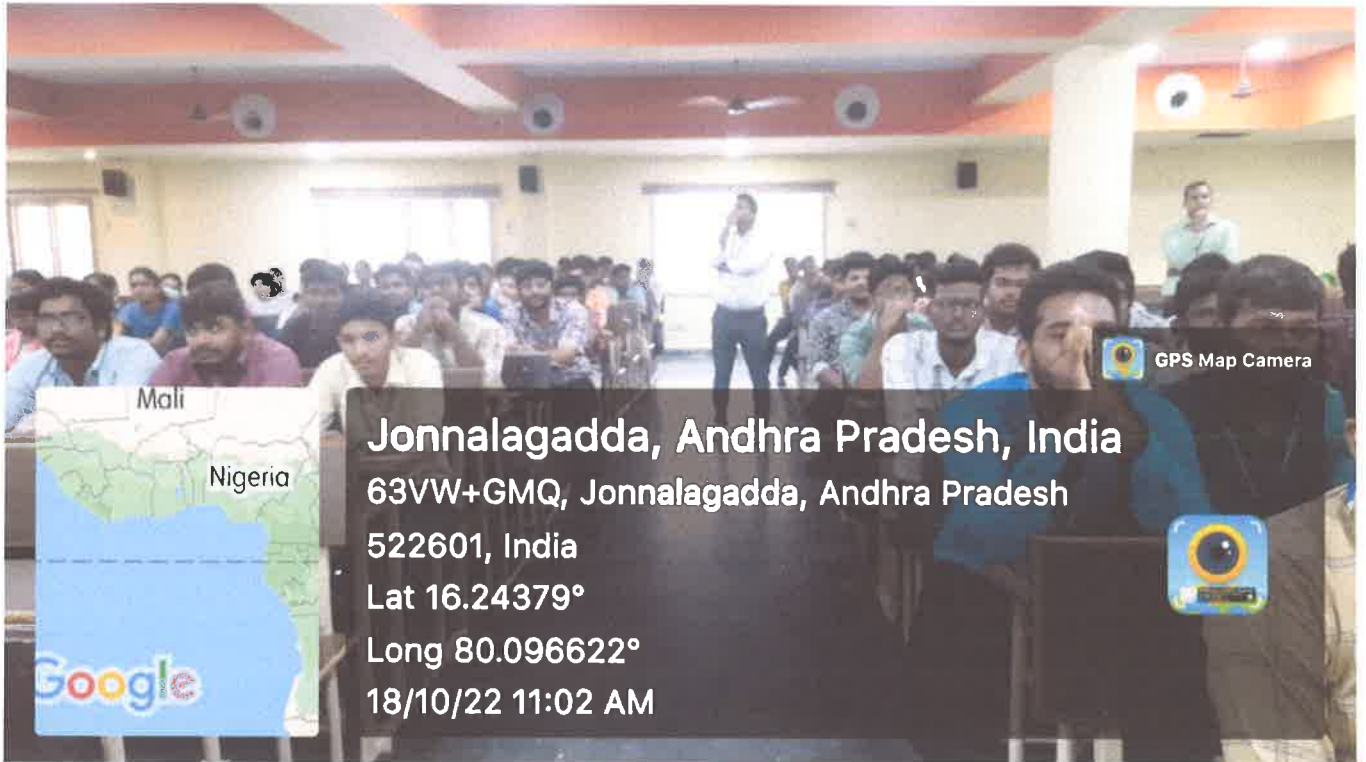 GPS Map Camera
Mali
Nigeria
Google
Jonnalagadda, Andhra Pradesh, India
63VW+GMQ, Jonnalagadda, Andhra Pradesh
522601, India
Lat 16.24379°
Long 80.096622°
18/10/22 11:02 AM